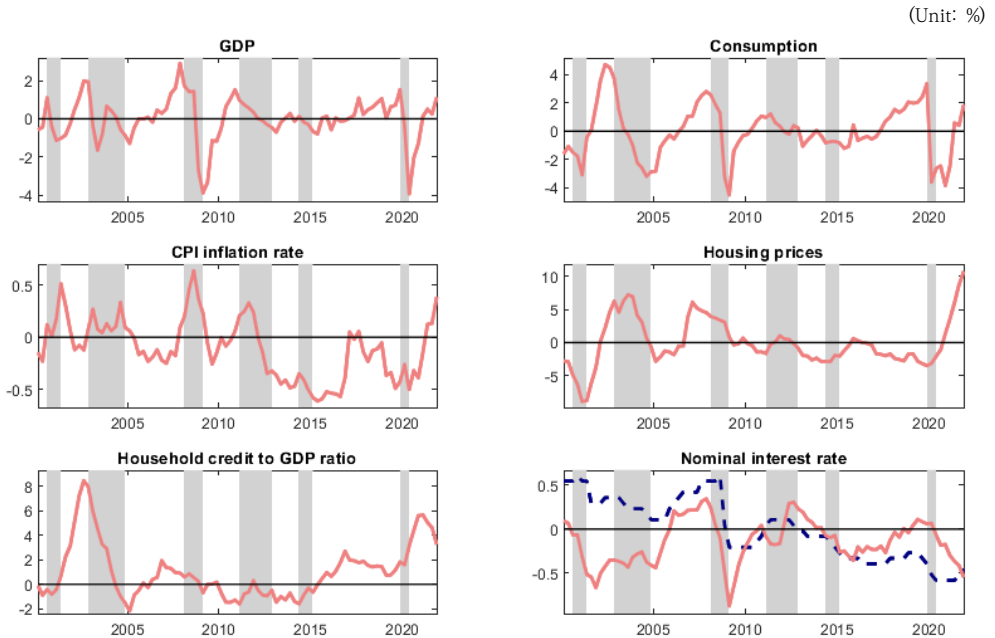 (Unit: %)
GDP
2
0
-2
-4
2005 2010 2015 2020
Consumption
4
2
0
-2
-4
2005 2010 2015 2020
CPI inflation rate
0.5
0
-0.5
2005 2010 2015 2020
Housing prices
10
5
0
-5
2005 2010 2015 2020
Household credit to GDP ratio
8
6
4
2
0
-2
2005 2010 2015 2020
Nominal interest rate
0.5
0
-0.5
2005 2010 2015 2020